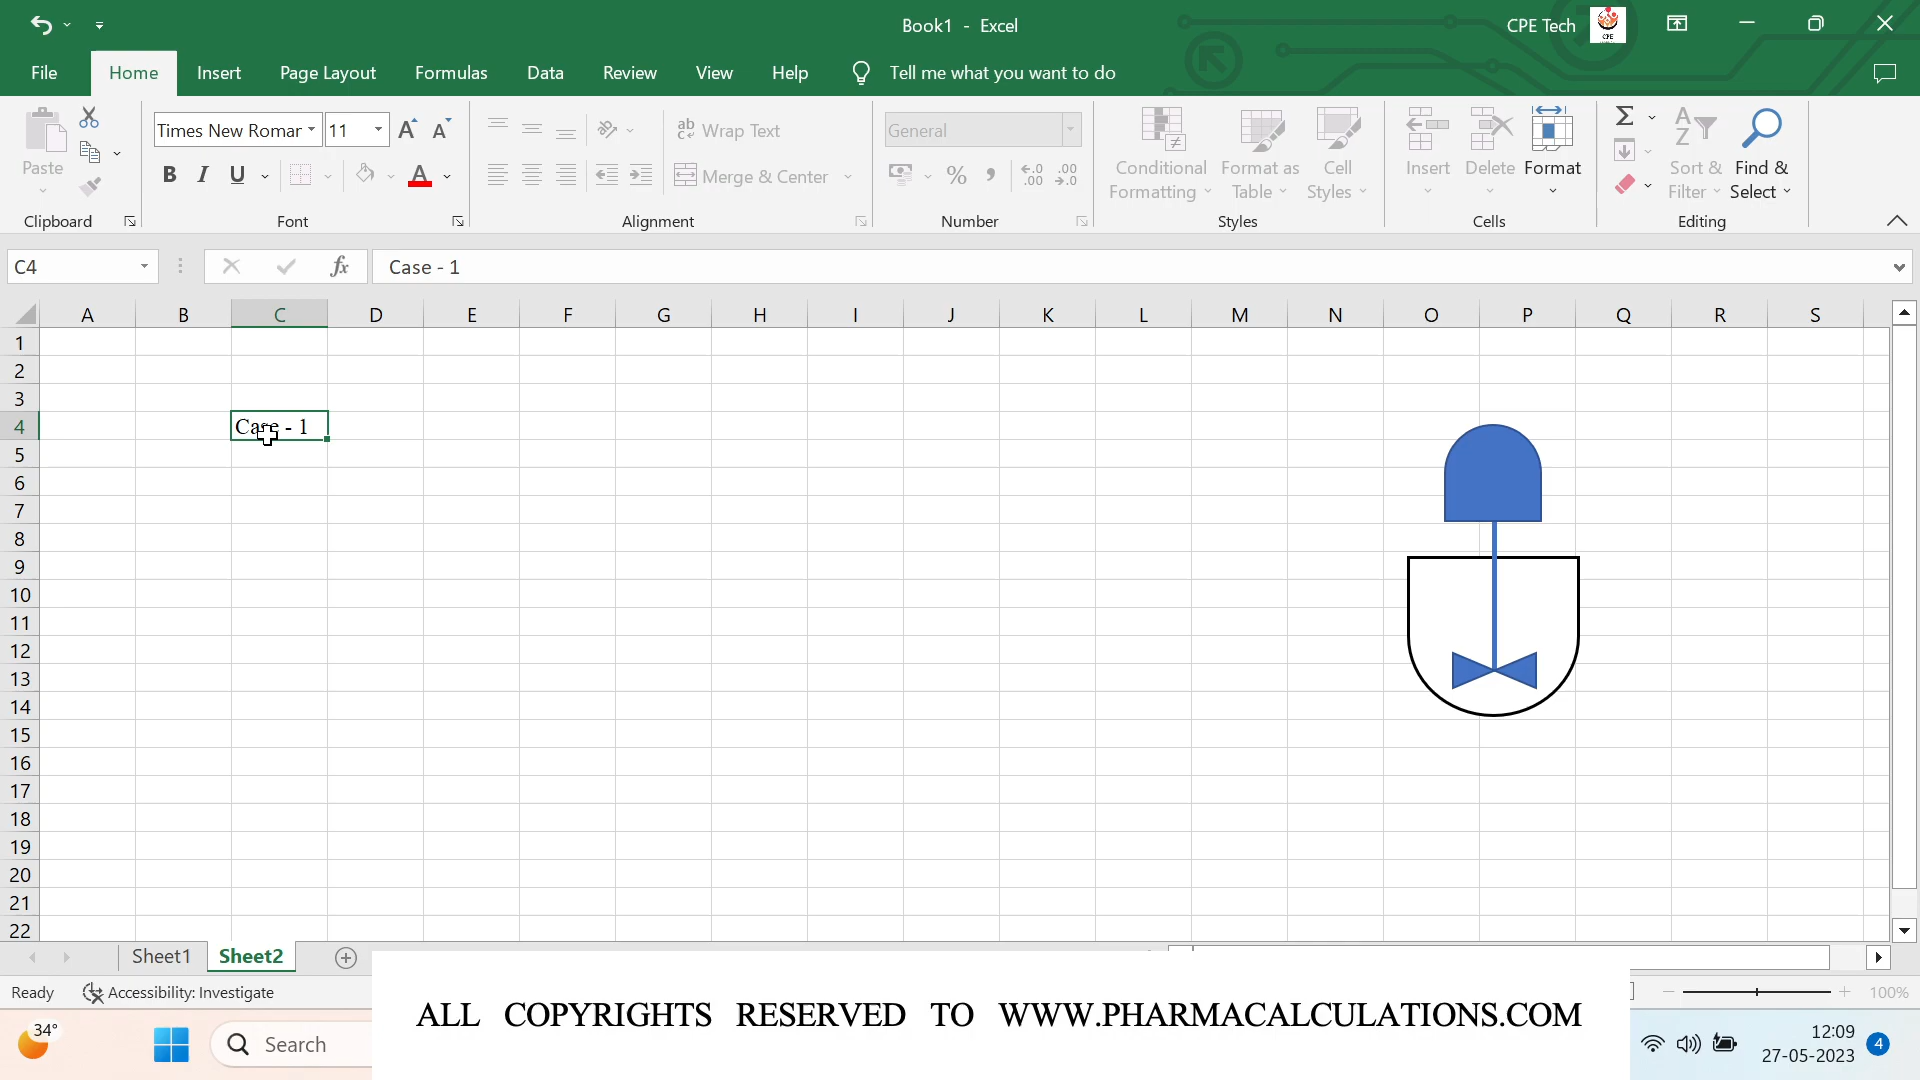 Book1 - Excel
CPE Tech
CPE
File Home Insert Page Layout Formulas Data Review View Help Tell me what you want to do
Paste
Clipboard
Times New Romar 11
B I U A
Font
ab Wrap Text
Merge & Center
Alignment
General
% , .00 .00
Number
Conditional Formatting
Format as Table
Cell Styles
Styles
Insert Delete Format
Cells
Sort & Filter
Find & Select
Editing
C4 fx Case - 1
A B C D E F G H I J K L M N O P Q R S
1
2
3
4 Case - 1
5
6
7
8
9
10
11
12
13
14
15
16
17
18
19
20
21
22
Sheet1 Sheet2
Ready Accessibility: Investigate 100%
ALL COPYRIGHTS RESERVED TO WWW.PHARMACALCULATIONS.COM
34°
Search
12:09
27-05-2023
4